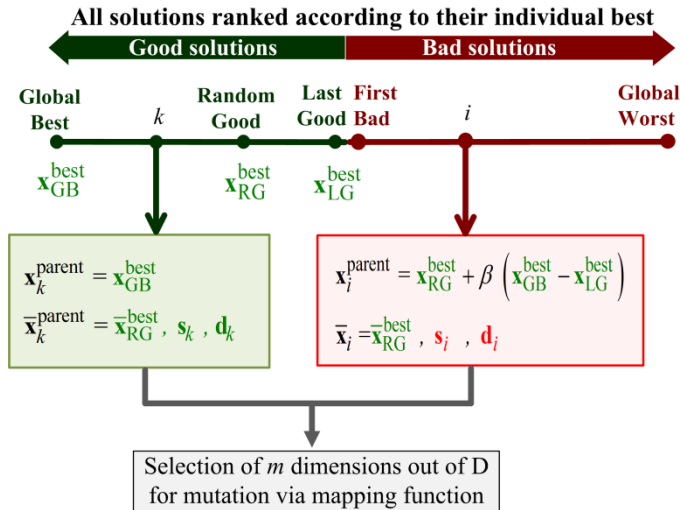 All solutions ranked according to their individual best
Good solutions Bad solutions
Global Best k Random Good Last Good First Bad i Global Worst
x_GB^best x_RG^best x_LG^best
x_k^parent = x_GB^best
x̄_k^parent = x̄_RG^best , s_k , d_k
x_i^parent = x_RG^best + β (x_GB^best − x_LG^best)
x̄_i = x̄_RG^best , s_i , d_i
Selection of m dimensions out of D
for mutation via mapping function